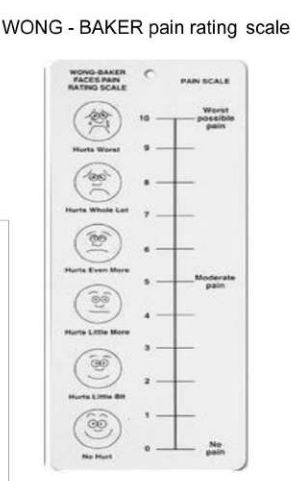 WONG - BAKER pain rating scale
WONG-BAKER
FACES PAIN
RATING SCALE
PAIN SCALE
10
Worst
possible
pain
Hurts Worst
9
8
Hurts Whole Lot
7
6
Hurts Even More
5
Moderate
pain
4
Hurts Little More
3
2
Hurts Little Bit
1
0
No
pain
No Hurt